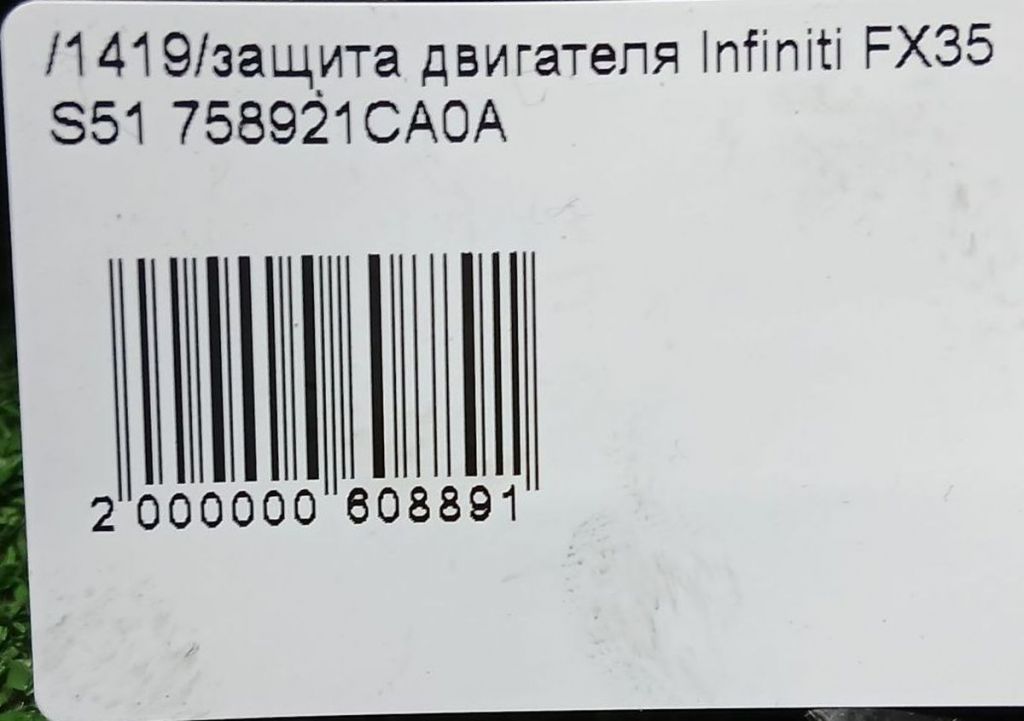 /1419/защита двигателя Infiniti FX35
S51 758921CA0A
2 000000 608891